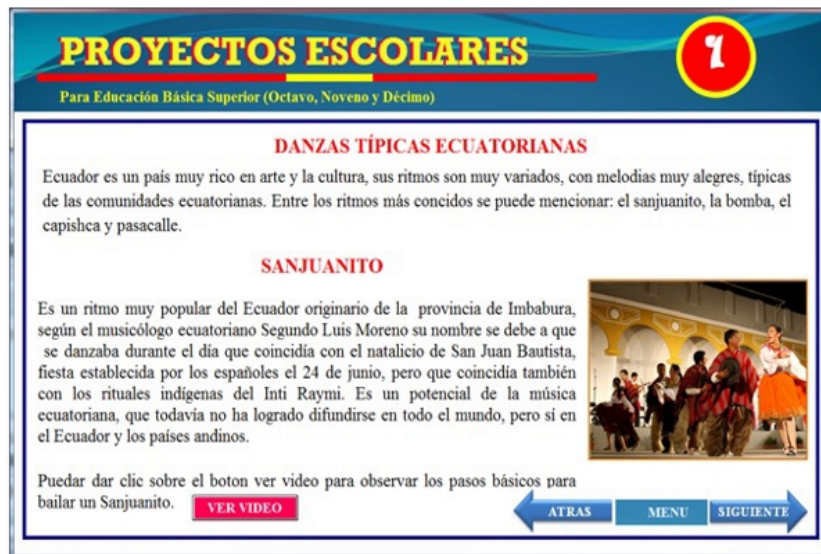 PROYECTOS ESCOLARES
1
Para Educación Básica Superior (Octavo, Noveno y Décimo)
DANZAS TÍPICAS ECUATORIANAS
Ecuador es un país muy rico en arte y la cultura, sus ritmos son muy variados, con melodias muy alegres, típicas
de las comunidades ecuatorianas. Entre los ritmos más concidos se puede mencionar: el sanjuanito, la bomba, el
capishca y pasacalle.
SANJUANITO
Es un ritmo muy popular del Ecuador originario de la provincia de Imbabura,
según el musicólogo ecuatoriano Segundo Luis Moreno su nombre se debe a que
se danzaba durante el día que coincidía con el natalicio de San Juan Bautista,
fiesta establecida por los españoles el 24 de junio, pero que coincidía también
con los rituales indígenas del Inti Raymi. Es un potencial de la música
ecuatoriana, que todavía no ha logrado difundirse en todo el mundo, pero sí en
el Ecuador y los países andinos.
Puedar dar clic sobre el boton ver video para observar los pasos básicos para
bailar un Sanjuanito.
VER VIDEO
ATRAS
MENU
SIGUIENTE